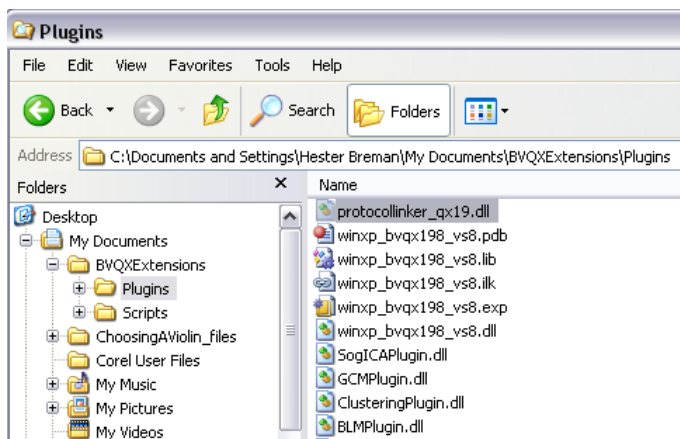 Plugins
File Edit View Favorites Tools Help
Back Search Folders
Address C:\Documents and Settings\Hester Breman\My Documents\BVQXExtensions\Plugins
Folders x Name
Desktop
My Documents
BVQXExtensions
Plugins
Scripts
ChoosingAViolin_files
Corel User Files
My Music
My Pictures
My Videos
protocollinker_qx19.dll
winxp_bvqx198_vs8.pdb
winxp_bvqx198_vs8.lib
winxp_bvqx198_vs8.ilk
winxp_bvqx198_vs8.exp
winxp_bvqx198_vs8.dll
SogICAPlugin.dll
GCMPlugin.dll
ClusteringPlugin.dll
BLMPlugin.dll